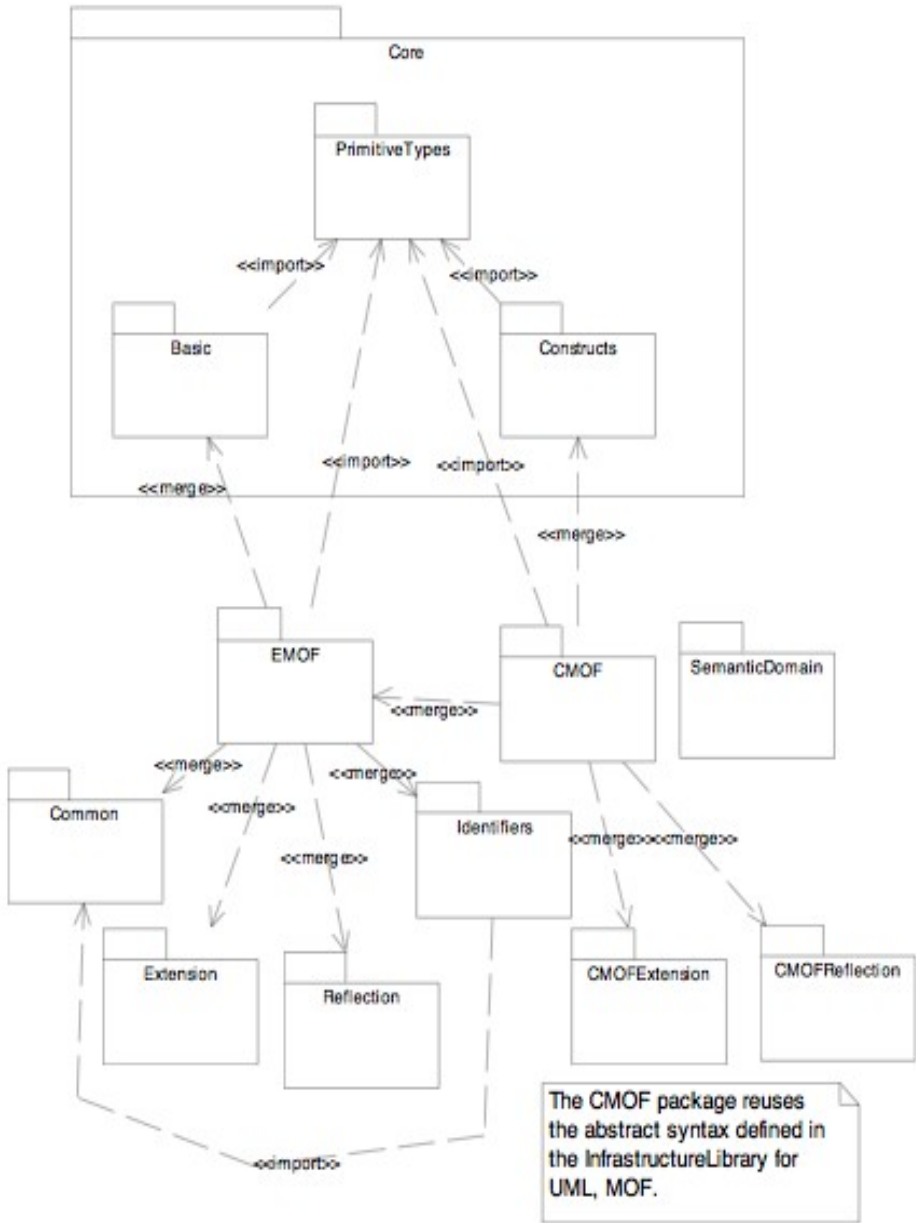 Core
PrimitiveTypes
<<import>>
<<import>>
Basic
Constructs
<<import>>
<<import>>
<<merge>>
<<merge>>
EMOF
CMOF
SemanticDomain
<<merge>>
<<merge>>
<<merge>>
<<merge>>
Common
Identifiers
<<merge>>
<<merge>>
<<merge>>
Extension
Reflection
CMOFExtension
CMOFReflection
<<import>>
The CMOF package reuses
the abstract syntax defined in
the InfrastructureLibrary for
UML, MOF.